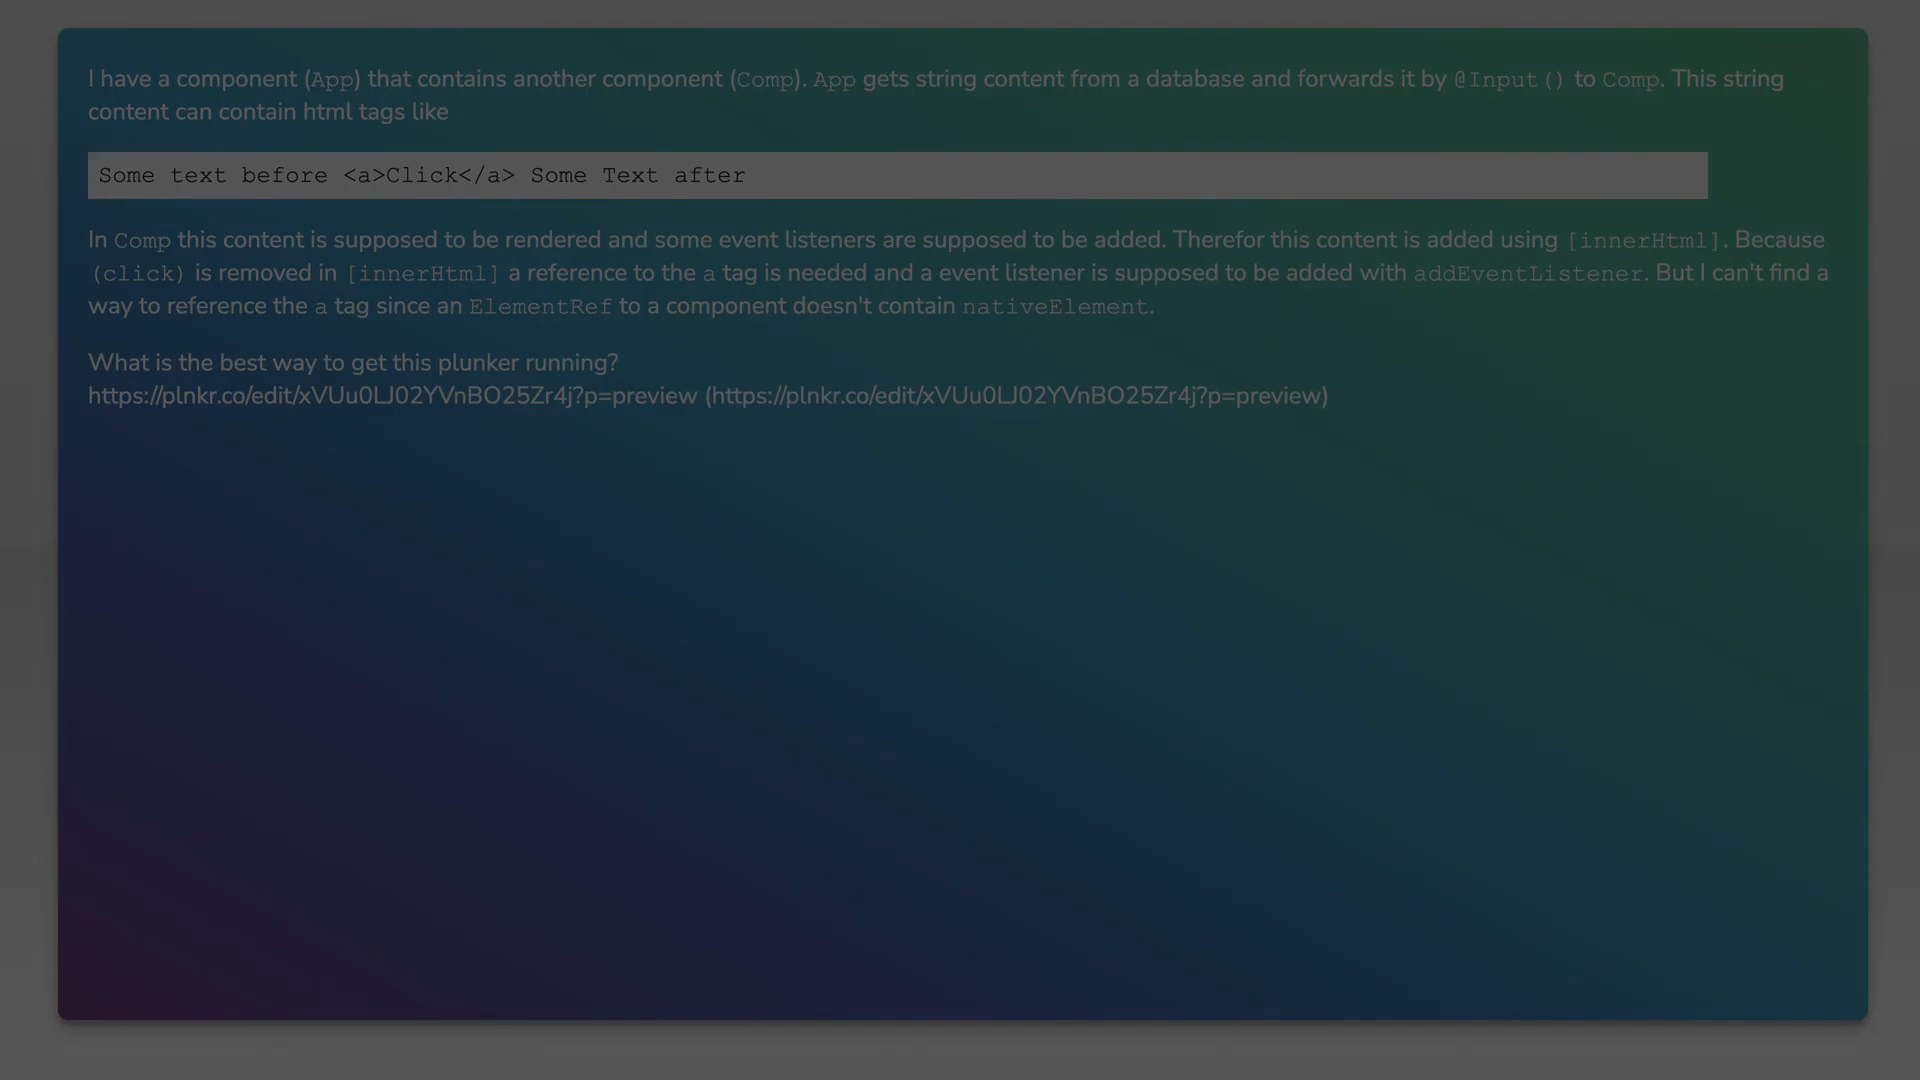 I have a component (App) that contains another component (Comp). App gets string content from a database and forwards it by @Input() to Comp. This string
content can contain html tags like
Some text before <a>Click</a> Some Text after
In Comp this content is supposed to be rendered and some event listeners are supposed to be added. Therefor this content is added using [innerHtml]. Because
(click) is removed in [innerHtml] a reference to the a tag is needed and a event listener is supposed to be added with addEventListener. But I can't find a
way to reference the a tag since an ElementRef to a component doesn't contain nativeElement.
What is the best way to get this plunker running?
https://plnkr.co/edit/xVUu0LJ02YVnBO25Zr4j?p=preview (https://plnkr.co/edit/xVUu0LJ02YVnBO25Zr4j?p=preview)